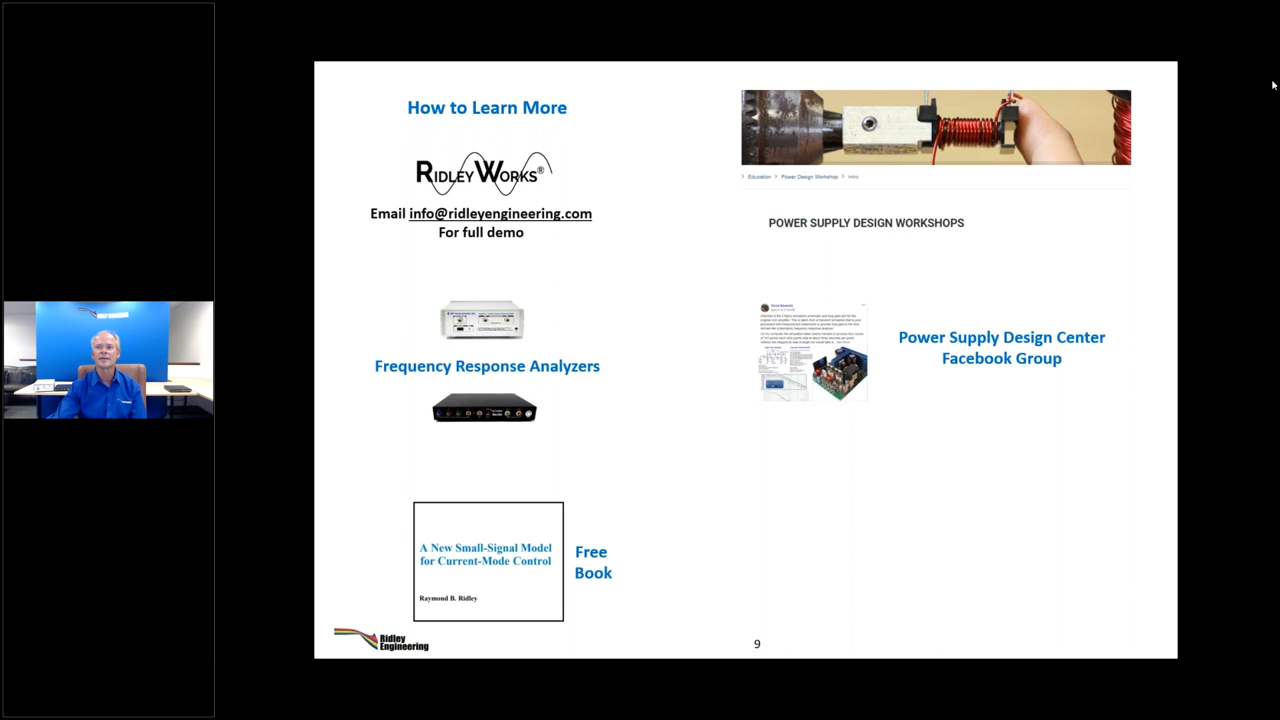 How to Learn More
RIDLEYWORKS®
Email info@ridleyengineering.com
For full demo
Frequency Response Analyzers
A New Small-Signal Model
for Current-Mode Control
Raymond B. Ridley
Free
Book
Ridley
Engineering
Education
Power Design Workshop
Intro
POWER SUPPLY DESIGN WORKSHOPS
Power Supply Design Center
Facebook Group
9